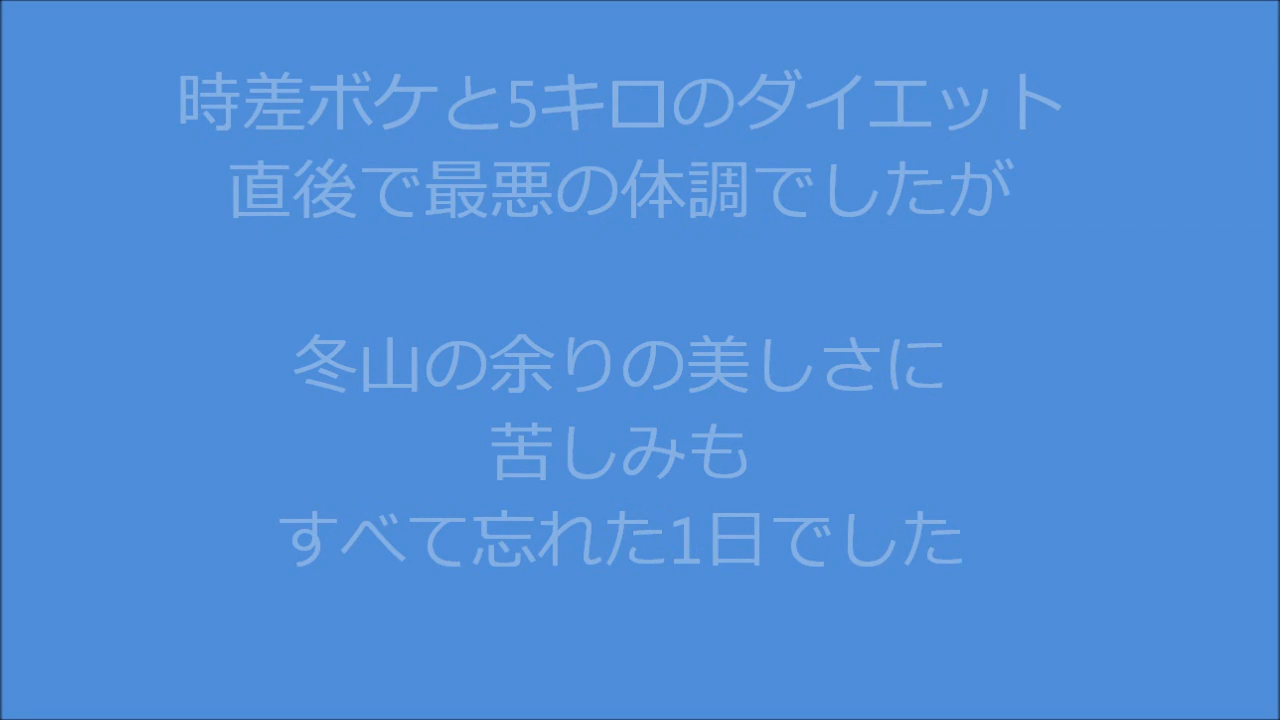 時差ボケと5キロのダイエット
直後で最悪の体調でしたが
冬山の余りの美しさに
苦しみも
すべて忘れた1日でした